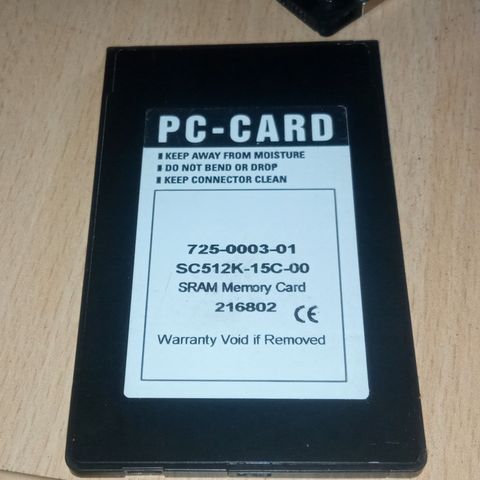 PC-CARD
KEEP AWAY FROM MOISTURE
DO NOT BEND OR DROP
KEEP CONNECTOR CLEAN
725-0003-01
SC512K-15C-00
SRAM Memory Card
216802 CE
Warranty Void if Removed